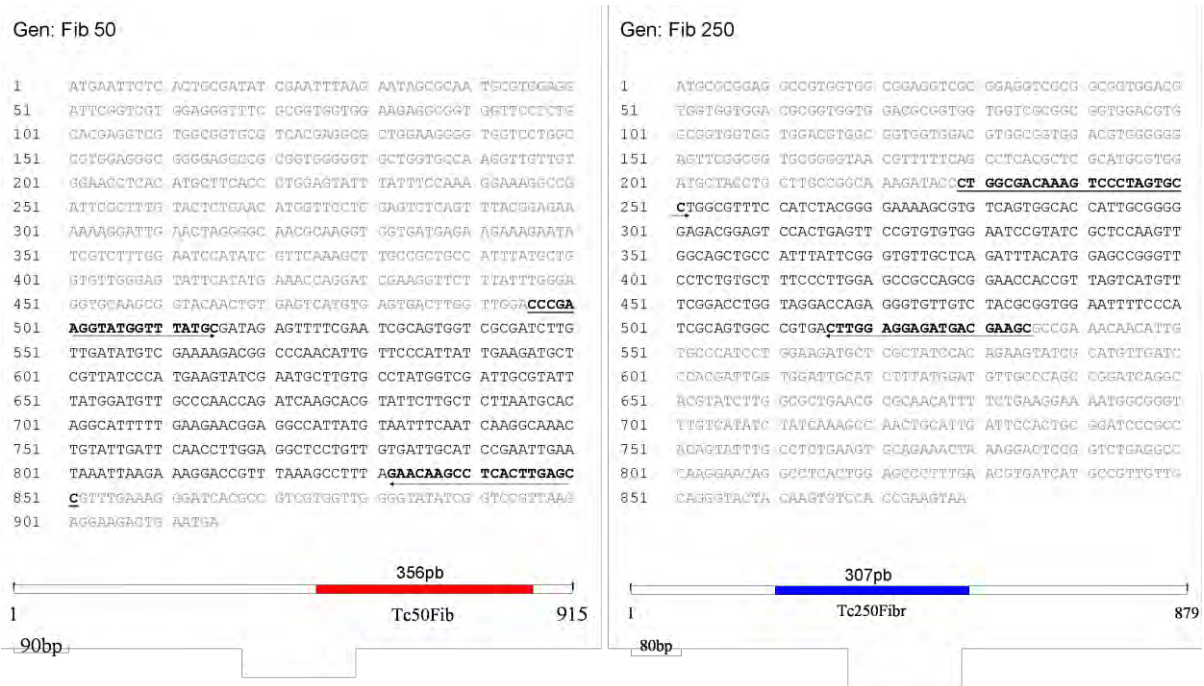 Gen: Fib 50
1 ATGAATTCTC ACTGCGATAT CGAATTTAAG AATAGCGCAA TGCGTGGAGG
51 ATTCGGTCGT GGAGGGTTTC GCGGTGGTGG AAGAGGCGGT GGTTCCTCTG
101 GACGAGGTCG TGGCGGTGCG TCACGAGGCG GCTGGAAGGGG TGGTCCTGGC
151 CGTGGAGGGC GGGGAGGCCG CGGTGGGGGT GCTGGTGCCA AGGTTGTTGT
201 GGAACCTCAC ATGCTTCACC CTGGAGTATT TATTTCCAAA GGAAAGGCCG
251 ATTCGCTTTG TACTCTGAAC ATGGTTCCTG GAGTCTCAGT TTACGGAGAA
301 AAAAGGATTG AACTAGGGGC AACGCAAGGT GGTGATGAGA AGAAAGAATA
351 TCGTCTTTGG AATCCATATC GTTCAAAGCT TGCCGCTGCC ATTTATGCTG
401 GTGTTGGGAG TATTCATATG AAACCAGGAT CGAAGGTTCT TTATTTGGGA
451 GGTGCAAGCG GTACAACTGT GAGTCATGTG AGTGACTTGG TTGGACCCGA
501 AGGTATGGTT TATGCGATAG AGTTTTCGAA TCGCAGTGGT CGCGATCTTG
551 TTGATATGTC GAAAAGACGG CCCAACATTG TTCCCATTAT TGAAGATGCT
601 CGTTATCCCA TGAAGTATCG AATGCTTGTG CCTATGGTCG ATTGCGTATT
651 TATGGATGTT GCCCAACCAG ATCAAGCACG TATTCTTGCT CTTAATGCAC
701 AGGCATTTTT GAAGAACGGA GGCCATTATG TAATTTCAAT CAAGGCAAAC
751 TGTATTGATT CAACCTTGGA GGCTCCTGTT GTGATTGCAT CCGAATTGAA
801 TAAATTAAGA AAGGACCGTT TAAAGCCTTT AGAACAAGCC TCACTTGAGC
851 CGTTTGAAAG GGATCACGCC GTCGTGGTTG GGGTATATCG GTCCGTTAAG
901 AGGAAGACTG AATGA
356pb
1 Tc50Fib 915
90bp
Gen: Fib 250
1 ATGCGCGGAG GCCGTGGTGG CGGAGGTCGC GGAGGTCGCG GCGGTGGACG
51 TGGTGGTGGA CGCGGTGGTG GACGCGGTGG TGGTCGCGGC GGTGGACGTG
101 GCGGTGGTGG TGGACGTGGC GGTGGTGGAC GTGGCGGTGG ACGTGGGGGG
151 AGTTCGGCGG TGCGGGGTAA CGTTTTTCAG CCTCACGCTC GCATGCGTGG
201 ATGCTACCTG GCTTGCCGGCA AAGATACCCT GGCGACAAAG TCCCTAGTGC
251 CTGGCGTTTC CATCTACGGG GAAAAGCGTG TCAGTGGCAC CATTGCGGGG
301 GAGACGGAGT CCACTGAGTT CCGTGTGTGG AATCCGTATC GCTCCAAGTT
351 GGCAGCTGCC ATTTATTCGG GTGTTGCTCA GATTTACATG GAGCCGGGTT
401 CCTCTGTGCT TTCCCTTGGA GCCGCCAGCG GAACCACCGT TAGTCATGTT
451 TCGGACCTGG TAGGACCAGA GGGTGTTGTC TACGCGGTGG AATTTTCCCA
501 TCGCAGTGGC CGTGACTTGG AGGAGATGAC GAAGCGCCGA AACAACATTG
551 TGCCCATCCT GGAAGATGCT CGCTATCCAC AGAAGTATCG CATGTTGATC
601 CCACGATTGG TGGATTGCAT CTTTATGGAT GTTGCCCAGC CGGATCAGGC
651 ACGTATCTTG GCGCTGAACG CGCAACATTT TCTGAAGGAA AATGGCGGGT
701 TTGTCATATC TATCAAAGCC AACTGCATTG ATTCCACTGC GGATCCCGCC
751 ACAGTATTTG CCTCTGAAGT GCAGAAACTA AAGGACTCCG GTCTGAGGCC
801 CAAGGAACAG GCCTCACTGG AGCCCTTTGA ACGTGATCAT GCCGTTGTTG
851 CAGGGTACTA CAAGTGTCCA CCGAAGTAA
307pb
1 Tc250Fibr 879
80bp